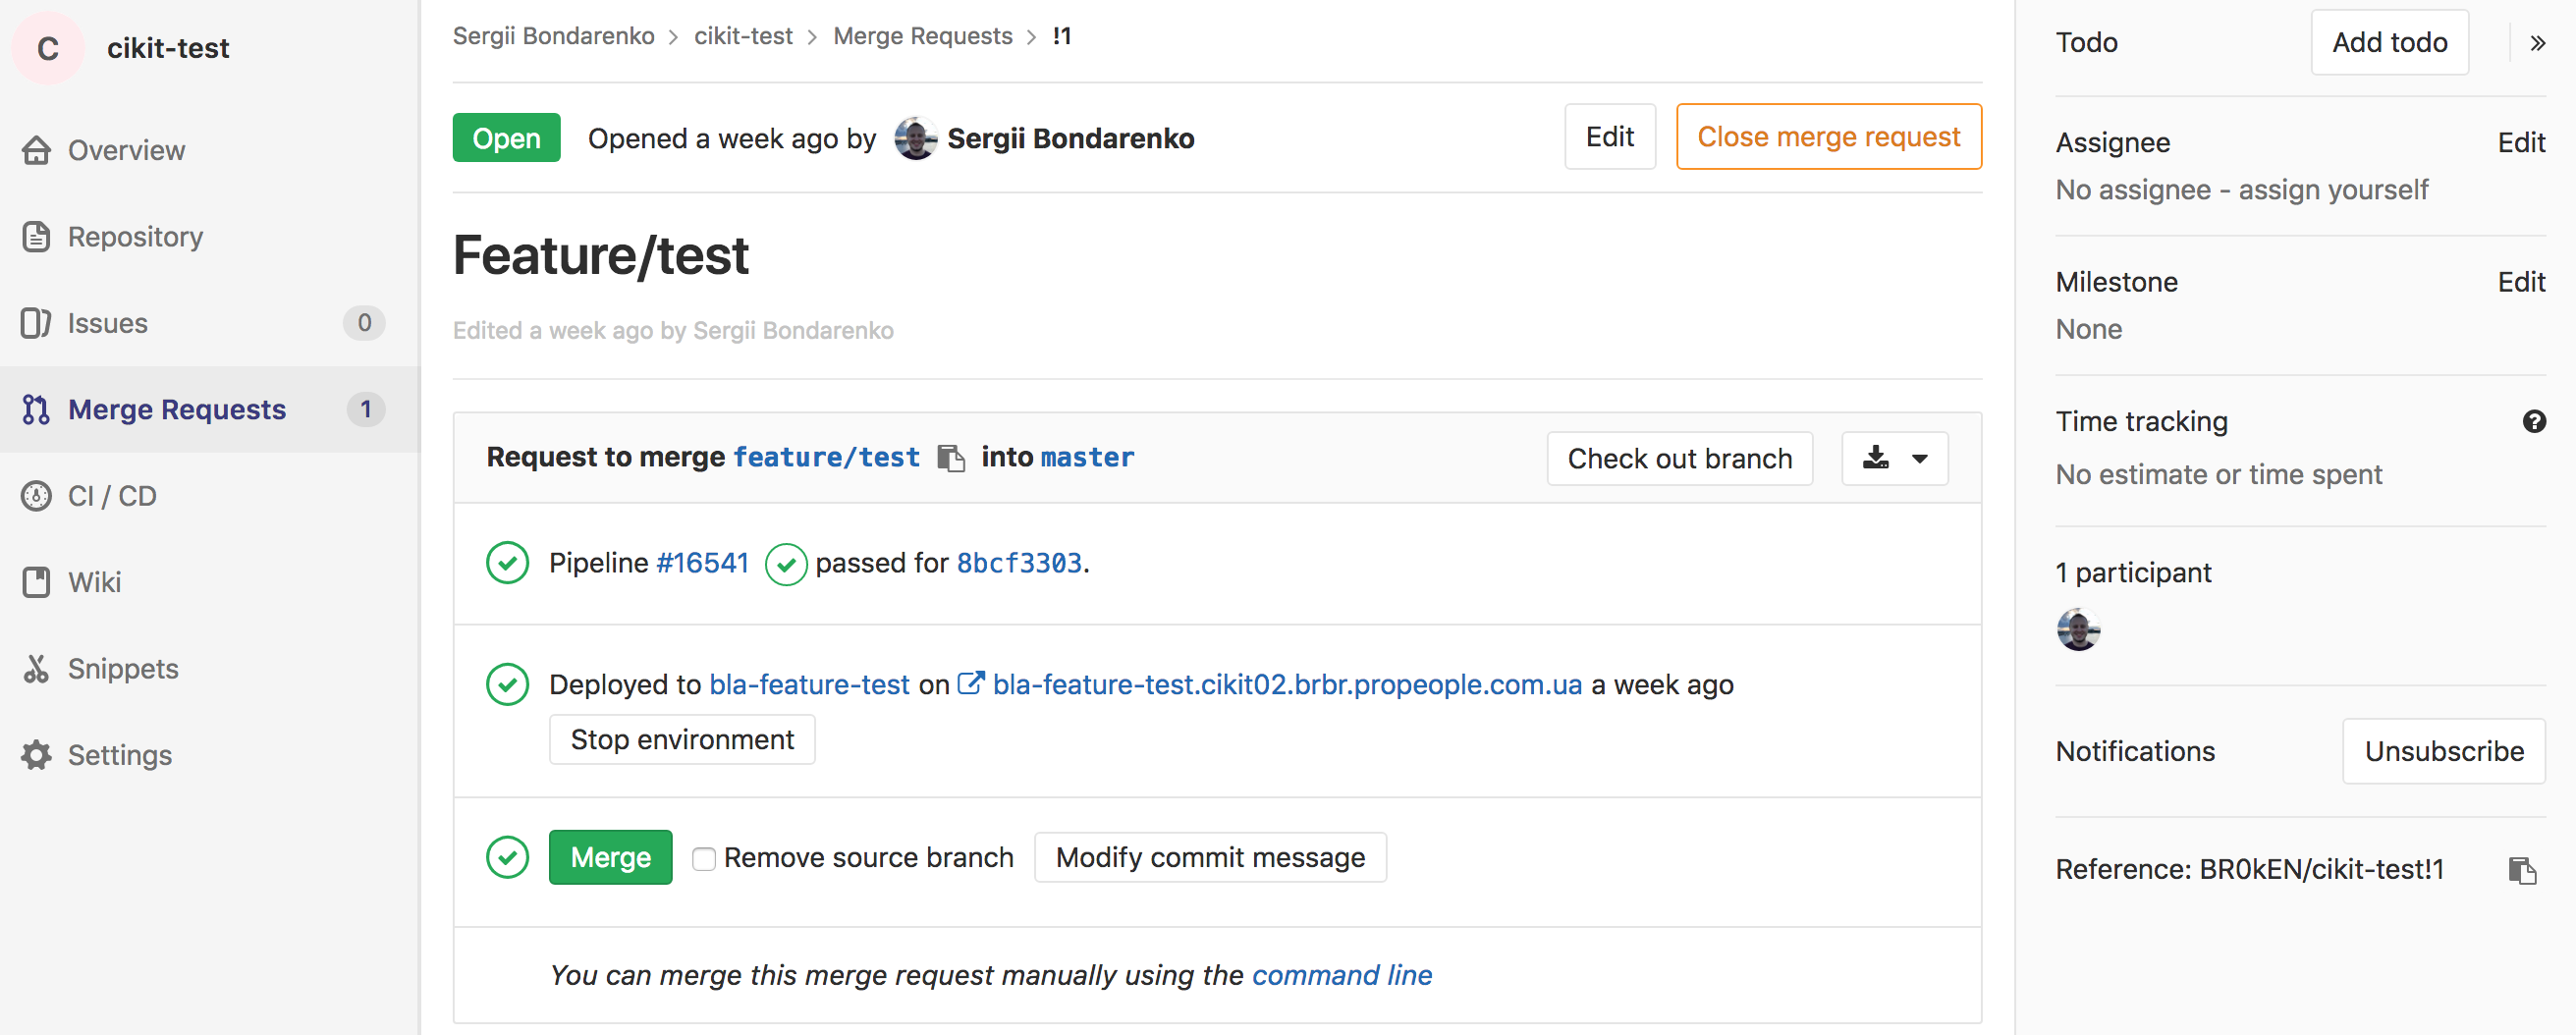 C cikit-test
Overview
Repository
Issues 0
Merge Requests 1
CI / CD
Wiki
Snippets
Settings
Sergii Bondarenko > cikit-test > Merge Requests > !1
Open Opened a week ago by Sergii Bondarenko Edit Close merge request
Feature/test
Edited a week ago by Sergii Bondarenko
Request to merge feature/test into master Check out branch
Pipeline #16541 passed for 8bcf3303.
Deployed to bla-feature-test on bla-feature-test.cikit02.brbr.propeople.com.ua a week ago
Stop environment
Merge Remove source branch Modify commit message
You can merge this merge request manually using the command line
Todo Add todo »
Assignee Edit
No assignee - assign yourself
Milestone Edit
None
Time tracking ?
No estimate or time spent
1 participant
Notifications Unsubscribe
Reference: BR0kEN/cikit-test!1